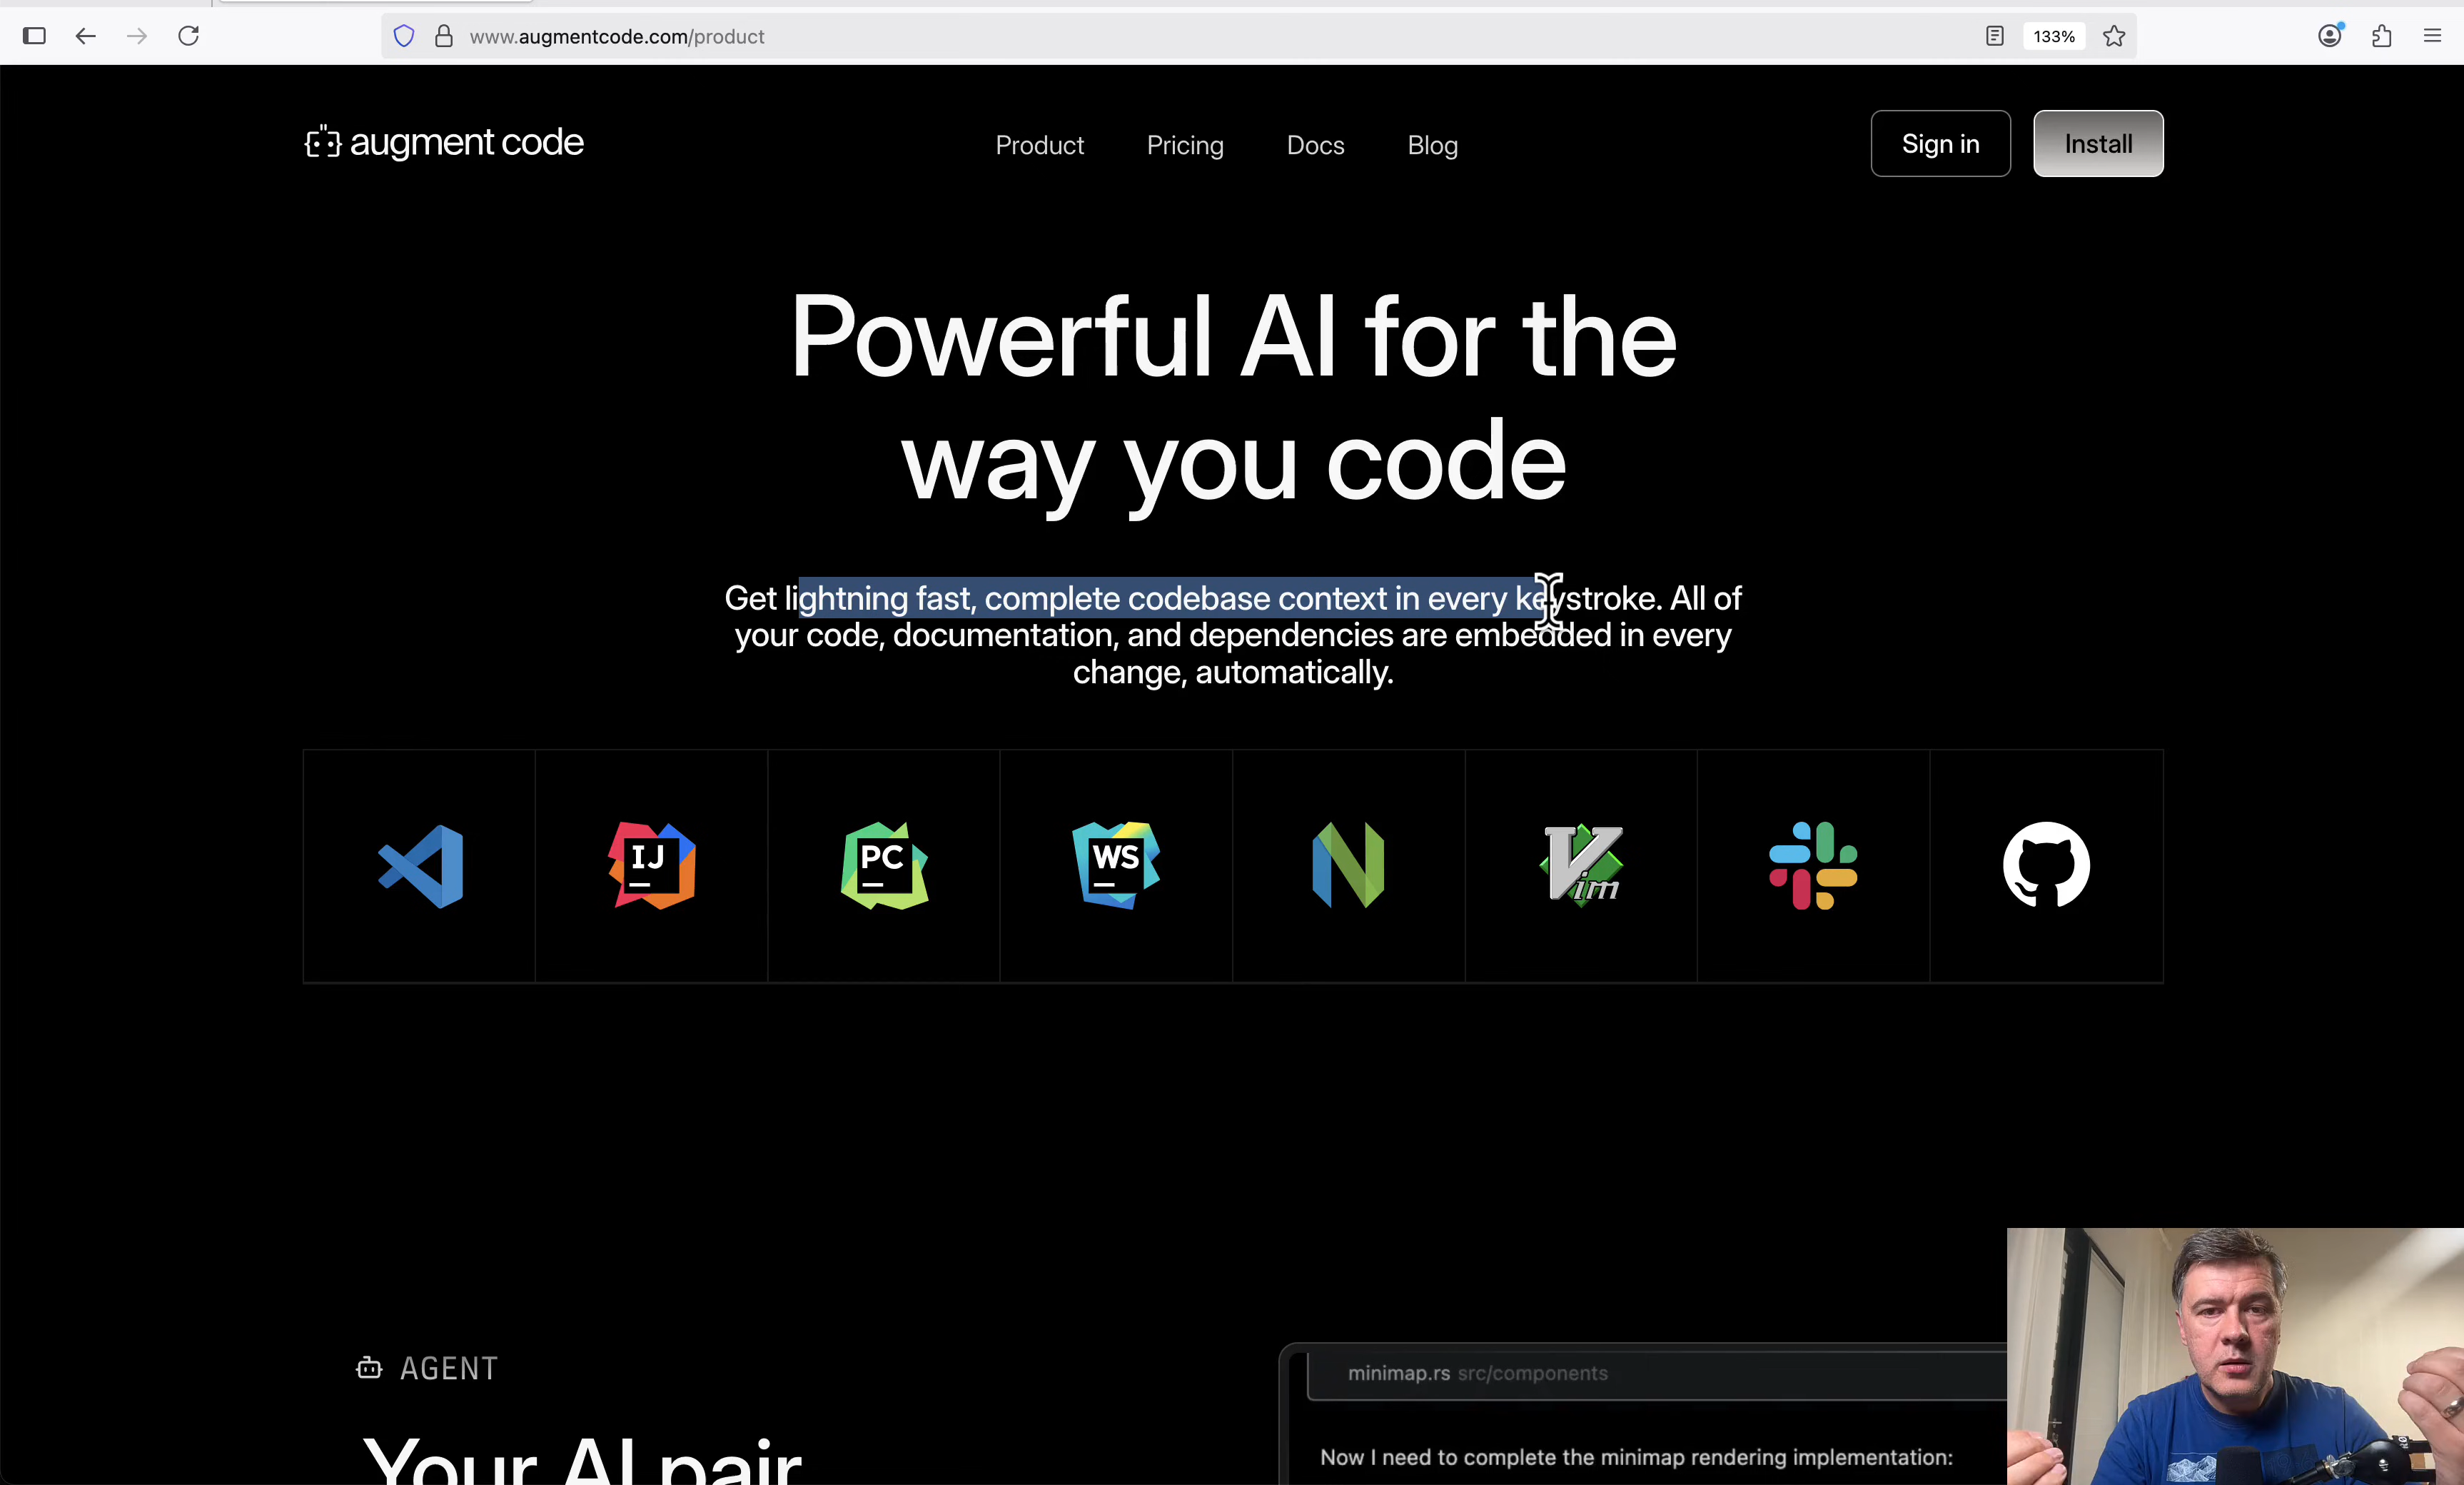 www.augmentcode.com/product
133%
augment code
Product
Pricing
Docs
Blog
Sign in
Install
Powerful AI for the
way you code
Get lightning fast, complete codebase context in every keystroke. All of
your code, documentation, and dependencies are embedded in every
change, automatically.
IJ
PC
WS
Vim
AGENT
Your AI pair
minimap.rs src/components
Now I need to complete the minimap rendering implementation: